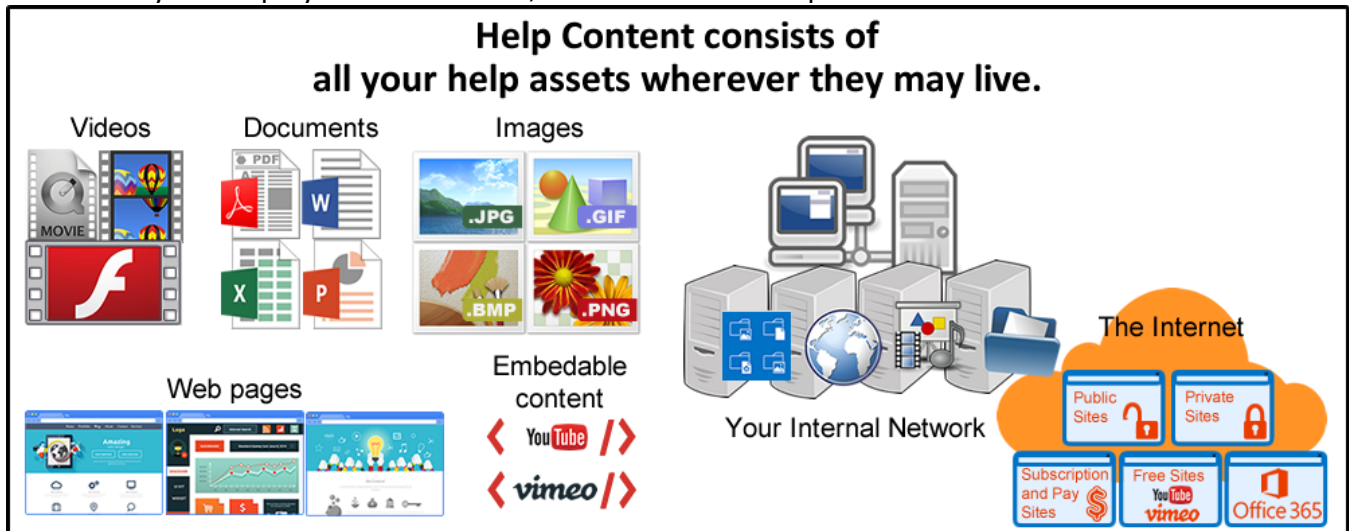 Help Content consists of
all your help assets wherever they may live.
Videos
Documents
Images
MOVIE
PDF
A
W
X
P
.JPG
.GIF
.BMP
.PNG
Web pages
Logo
Amazing
Embedable
content
< YouTube />
< vimeo />
Your Internal Network
The Internet
Public
Sites
Private
Sites
Subscription
and Pay
Sites $
Free Sites
YouTube
vimeo
Office 365